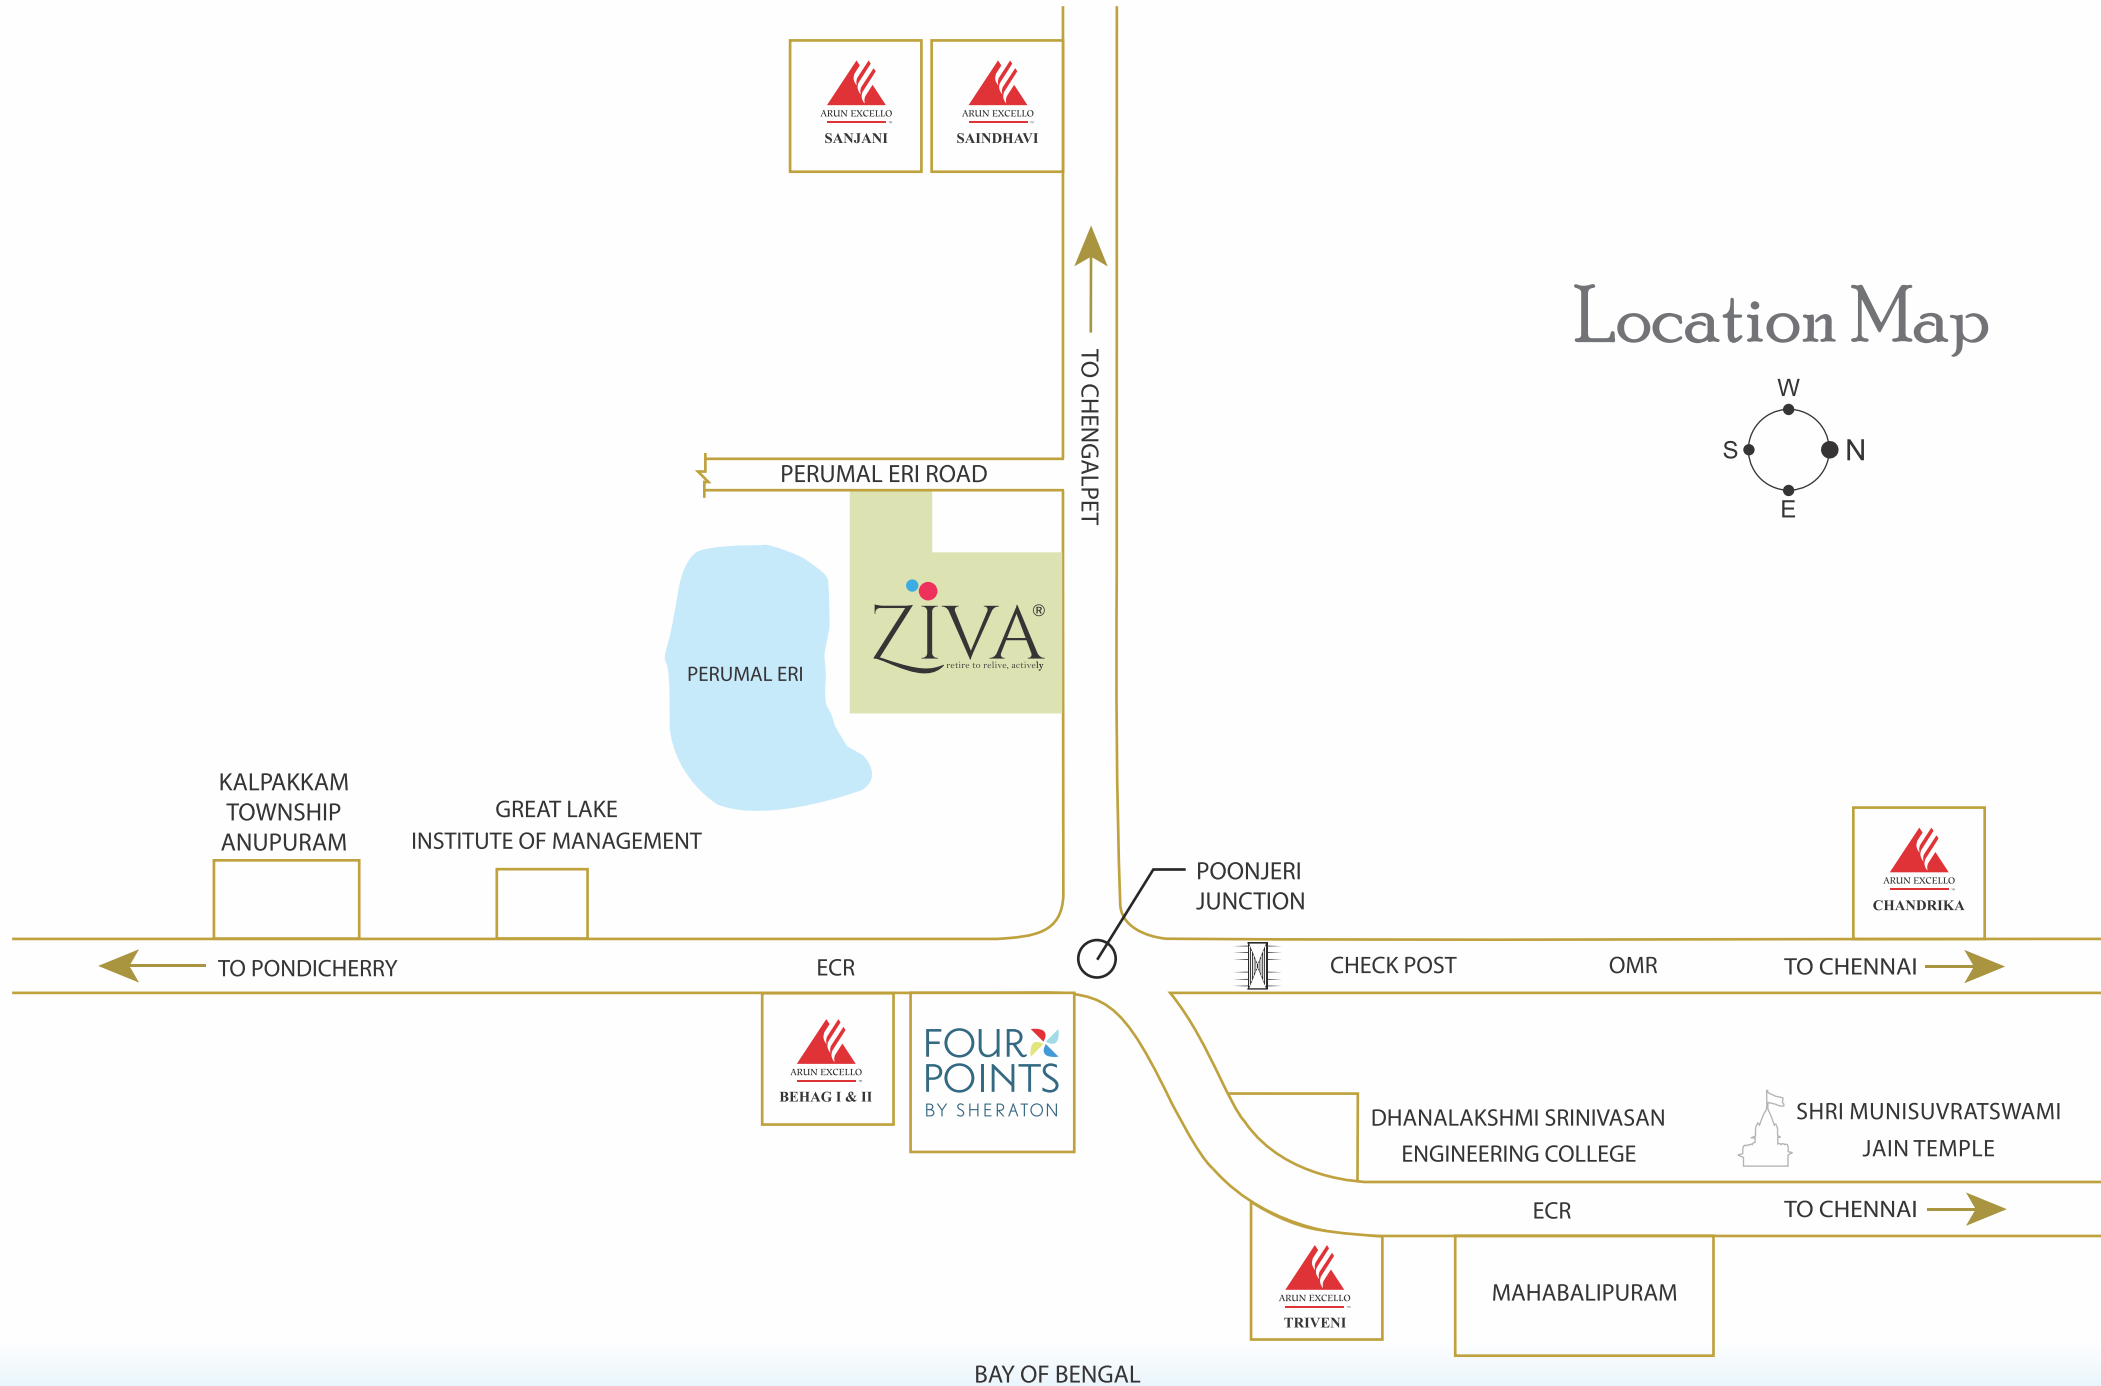 ARUN EXCELLO
SANJANI
ARUN EXCELLO
SAINDHAVI
Location Map
W
S
N
E
TO CHENGALPET
PERUMAL ERI ROAD
ZIVA®
retire to relive, actively
PERUMAL ERI
KALPAKKAM
TOWNSHIP
ANUPURAM
GREAT LAKE
INSTITUTE OF MANAGEMENT
POONJERI
JUNCTION
ARUN EXCELLO
CHANDRIKA
TO PONDICHERRY
ECR
CHECK POST
OMR
TO CHENNAI
ARUN EXCELLO
BEHAG I & II
FOUR
POINTS
BY SHERATON
DHANALAKSHMI SRINIVASAN
ENGINEERING COLLEGE
SHRI MUNISUVRATSWAMI
JAIN TEMPLE
ECR
TO CHENNAI
ARUN EXCELLO
TRIVENI
MAHABALIPURAM
BAY OF BENGAL